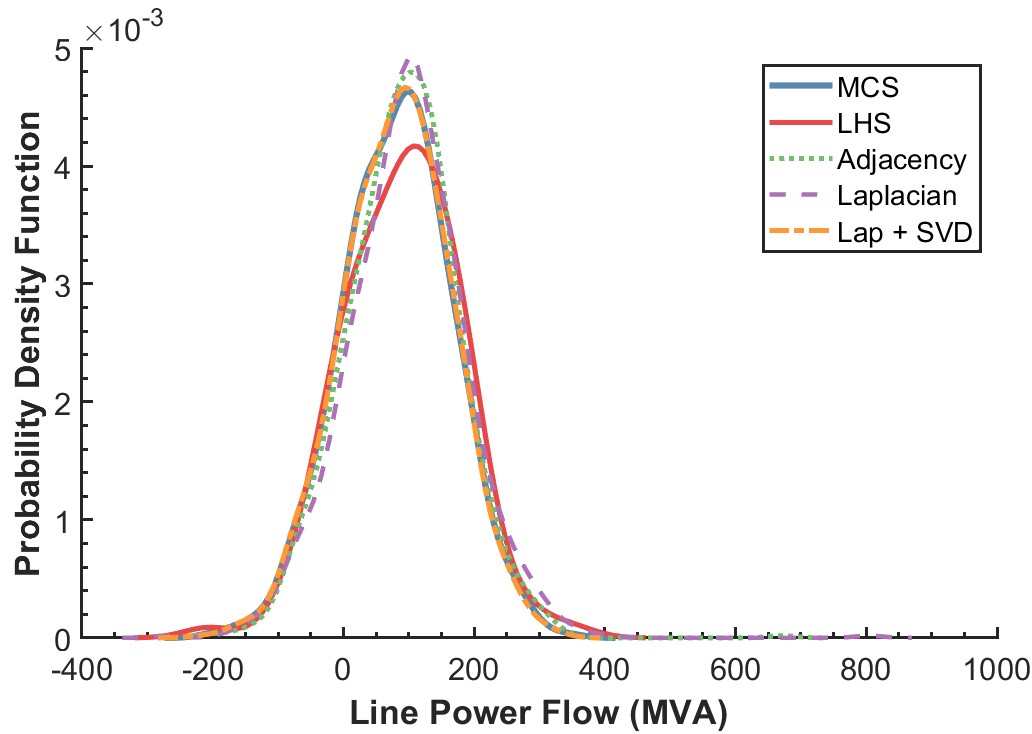 ×10⁻³
5
4
3
2
1
0
-400
-200
0
200
400
600
800
1000
Probability Density Function
Line Power Flow (MVA)
MCS
LHS
Adjacency
Laplacian
Lap + SVD